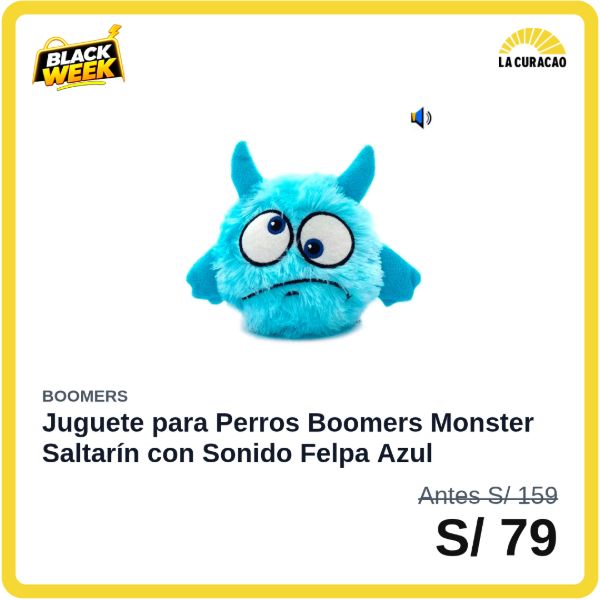 BLACK
WEEK
LA CURACAO
BOOMERS
Juguete para Perros Boomers Monster
Saltarín con Sonido Felpa Azul
Antes S/ 159
S/ 79